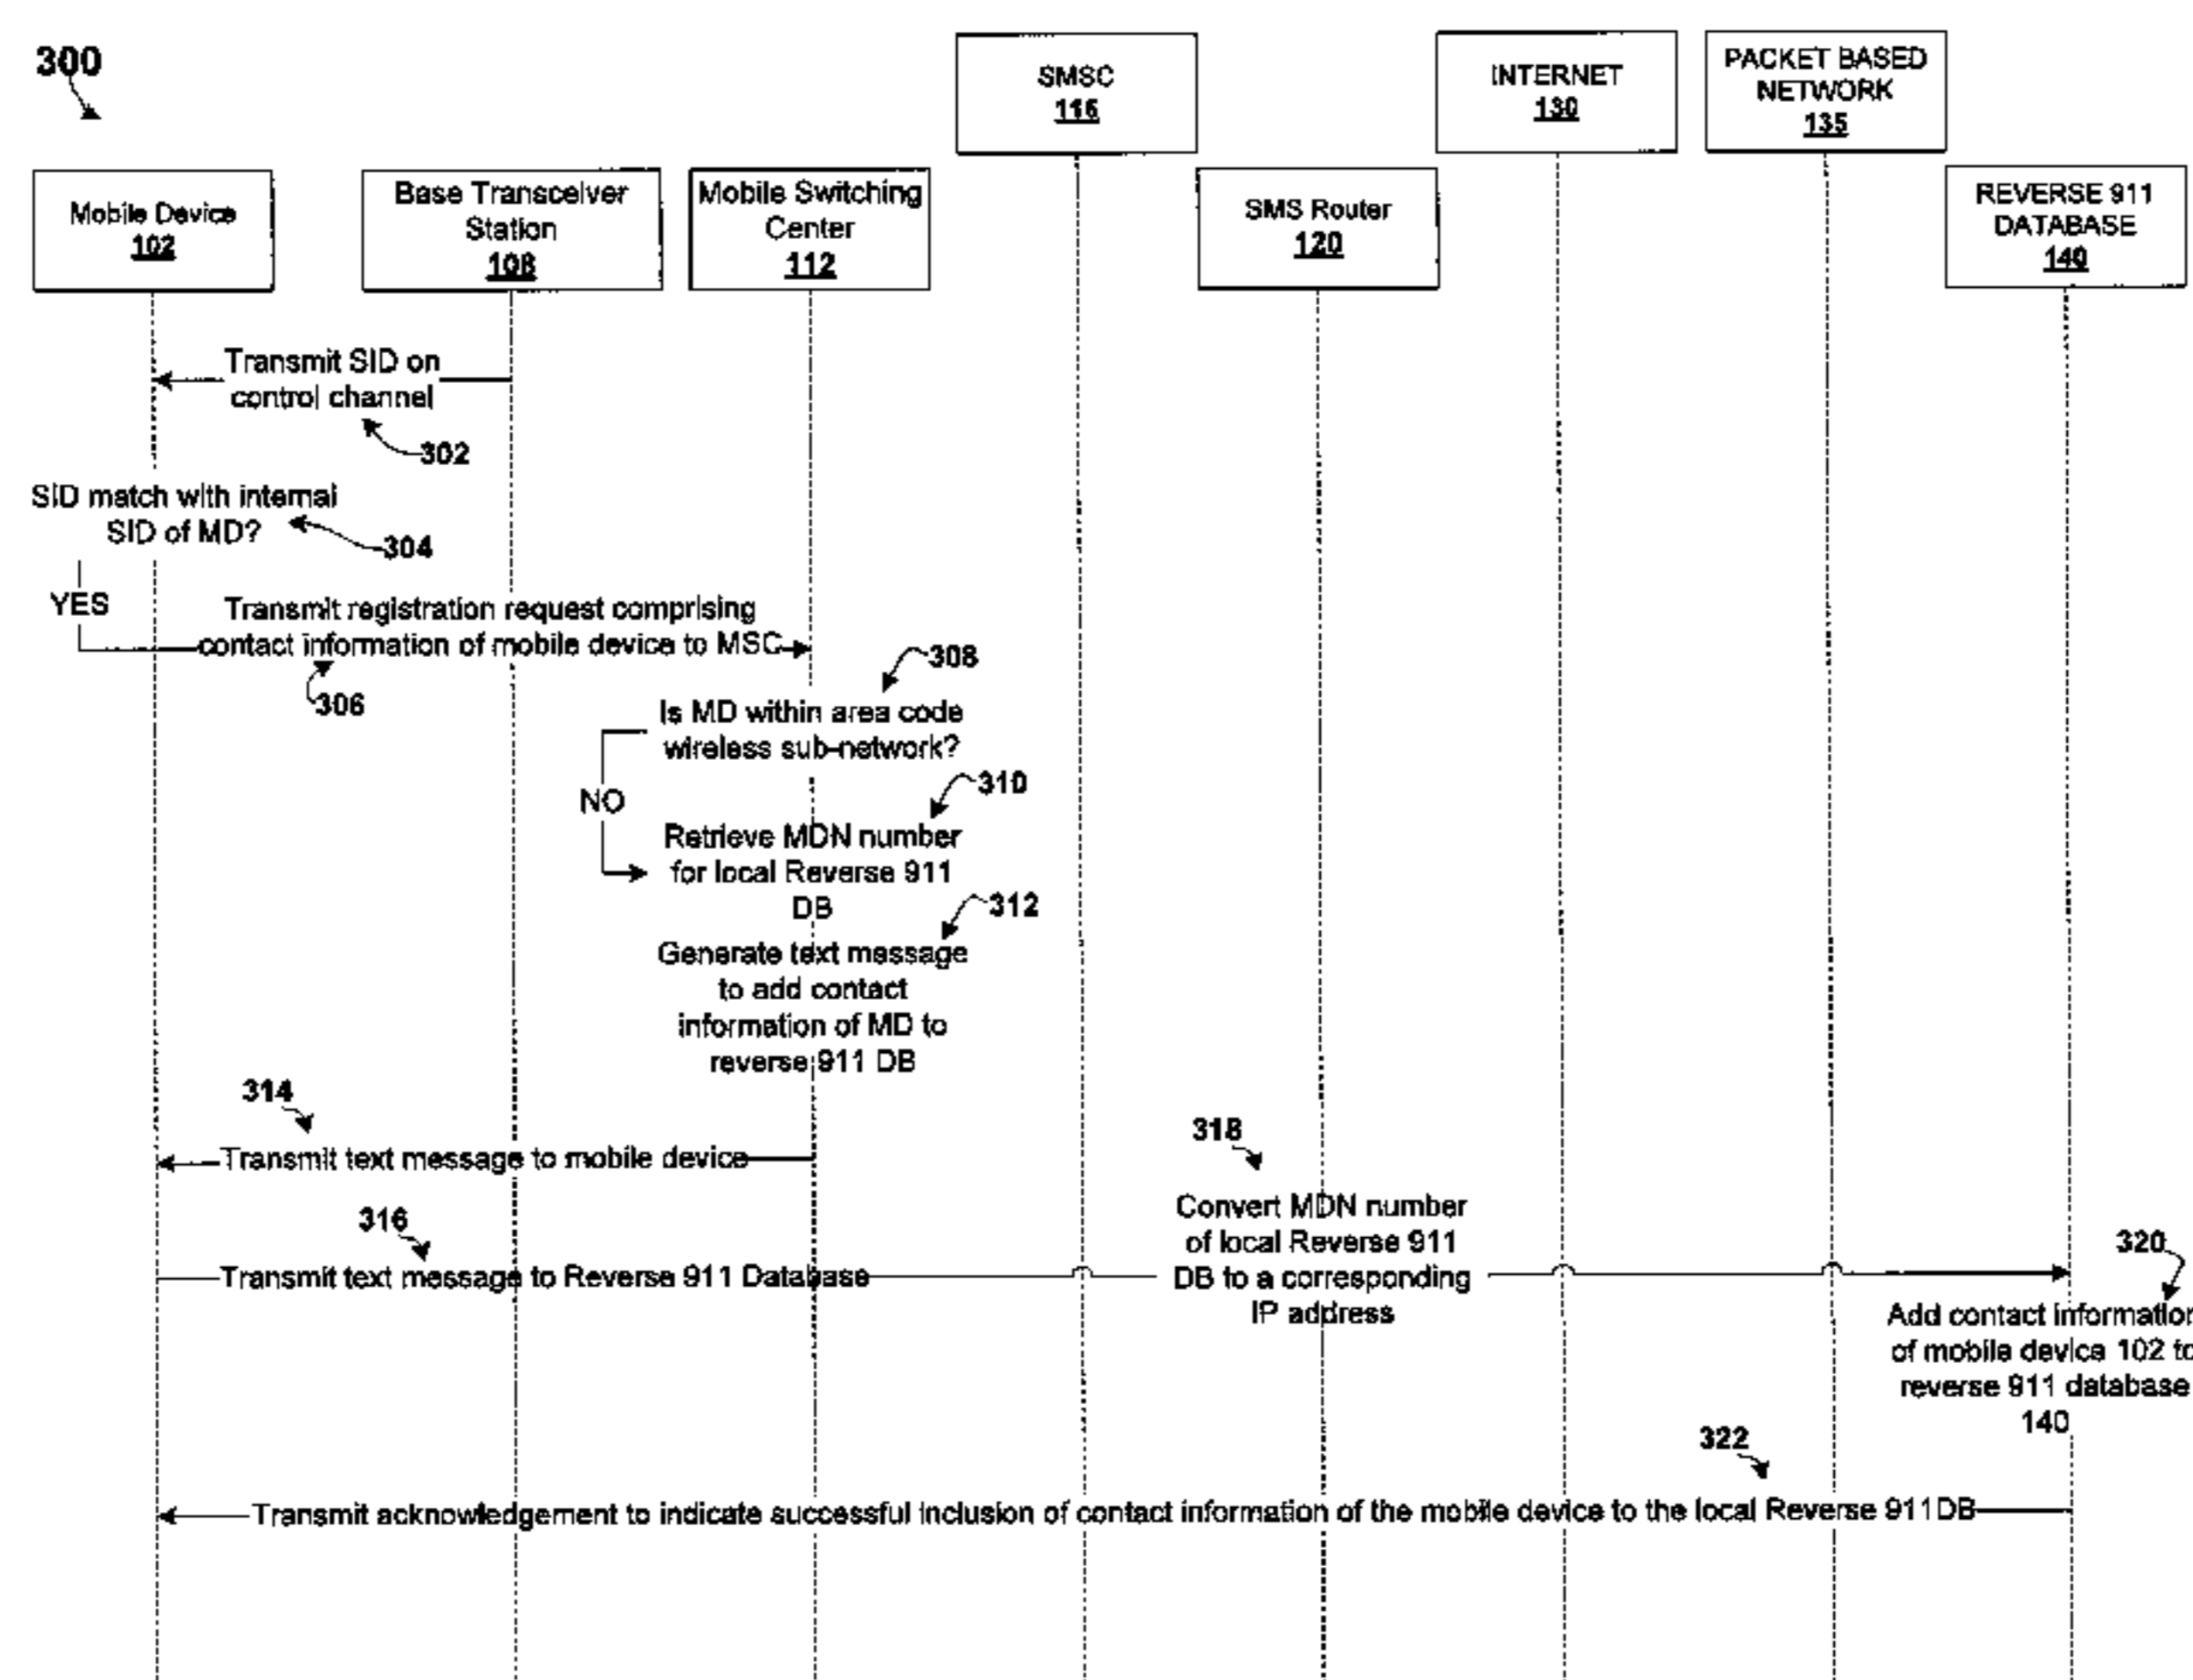 300
SMSC
116
INTERNET
130
PACKET BASED
NETWORK
135
Mobile Device
102
Base Transceiver
Station
108
Mobile Switching
Center
112
SMS Router
120
REVERSE 911
DATABASE
140
Transmit SID on
control channel
302
SID match with internal
SID of MD?
304
YES
Transmit registration request comprising
contact information of mobile device to MSC
306
308
Is MD within area code
wireless sub-network?
NO
310
Retrieve MDN number
for local Reverse 911
DB
312
Generate text message
to add contact
information of MD to
reverse 911 DB
314
Transmit text message to mobile device
316
Transmit text message to Reverse 911 Database
318
Convert MDN number
of local Reverse 911
DB to a corresponding
IP address
320
Add contact information
of mobile device 102 to
reverse 911 database
140
322
Transmit acknowledgement to indicate successful inclusion of contact information of the mobile device to the local Reverse 911DB